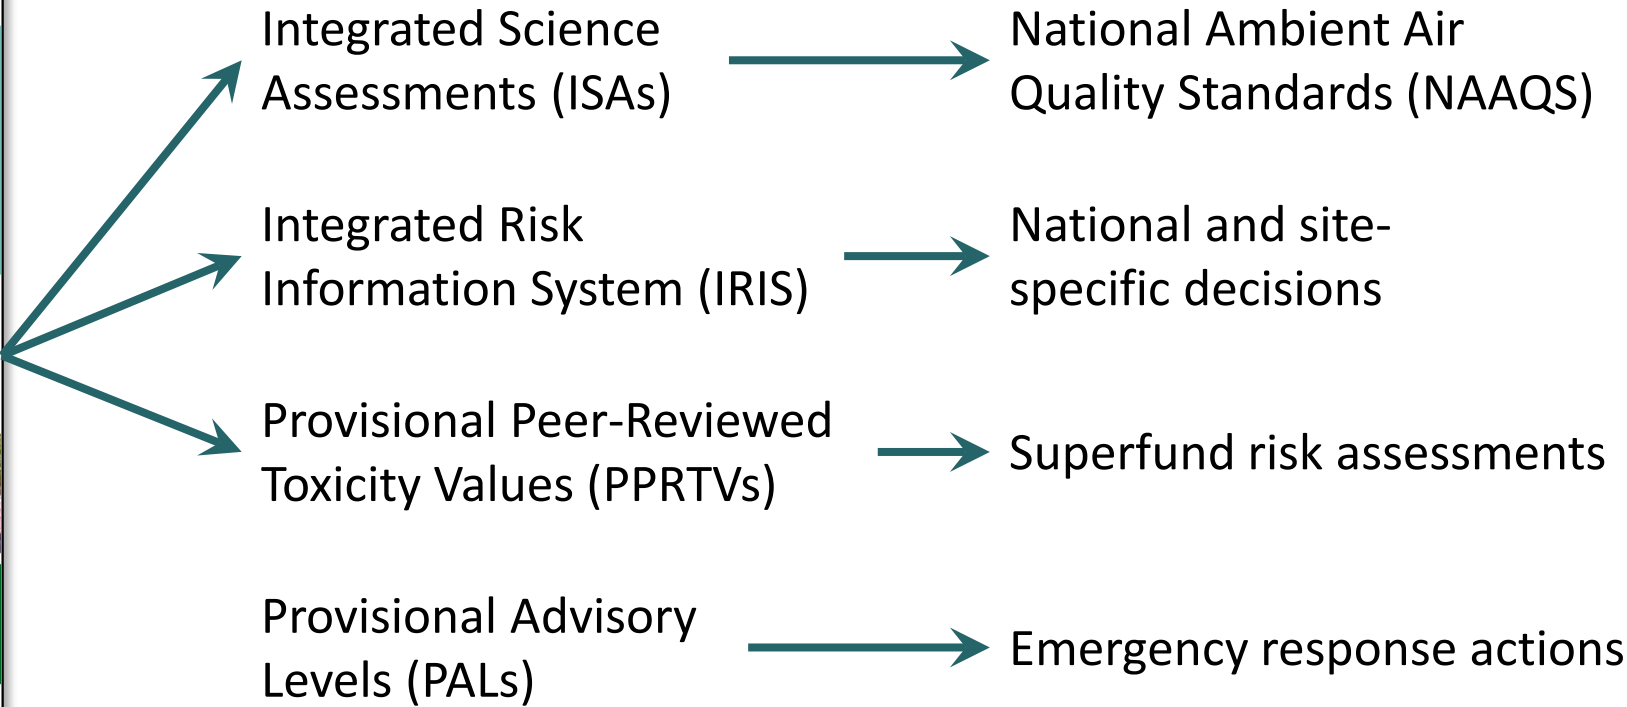 Integrated Science
Assessments (ISAs)
National Ambient Air
Quality Standards (NAAQS)
Integrated Risk
Information System (IRIS)
National and site-
specific decisions
Provisional Peer-Reviewed
Toxicity Values (PPRTVs)
Superfund risk assessments
Provisional Advisory
Levels (PALs)
Emergency response actions